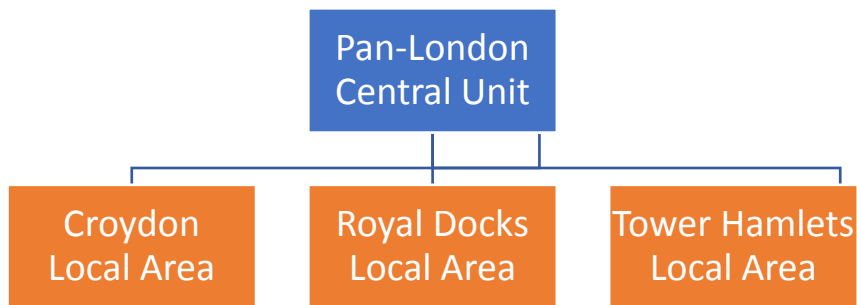 Pan-London
Central Unit
Croydon
Local Area
Royal Docks
Local Area
Tower Hamlets
Local Area